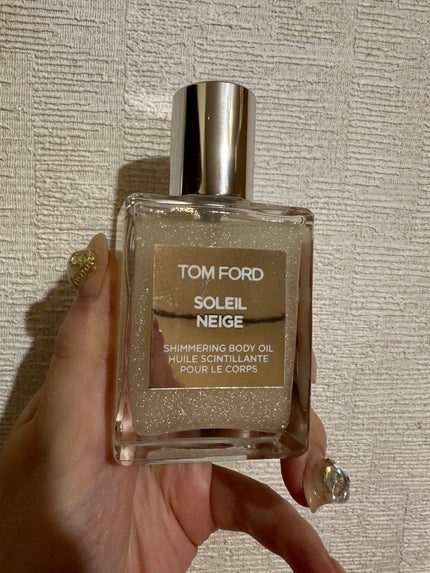 TOM FORD
SOLEIL
NEIGE
SHIMMERING BODY OIL
HUILE SCINTILLANTE
POUR LE CORPS